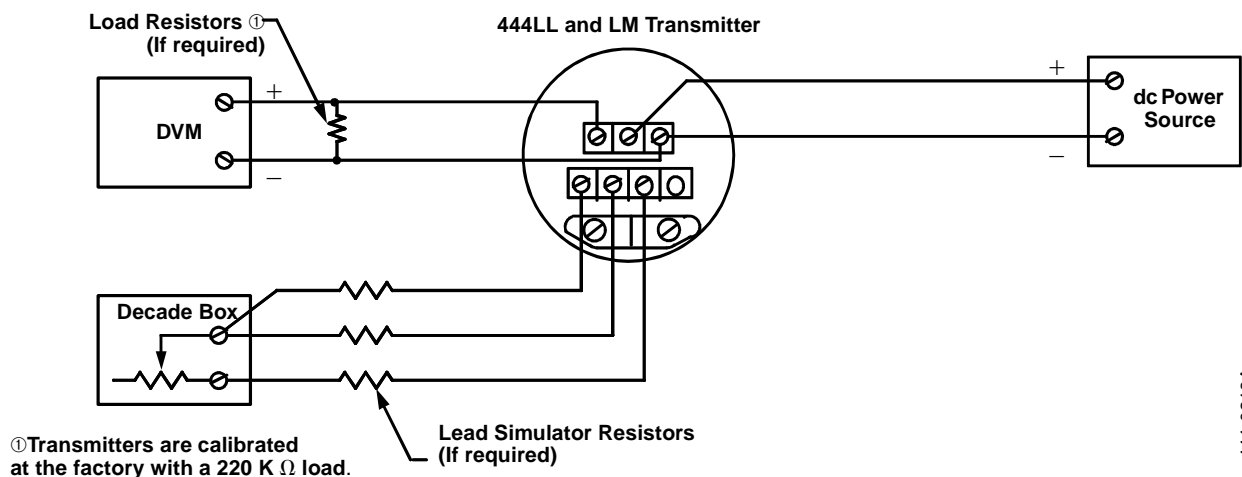 Load Resistors ①
(If required)
444LL and LM Transmitter
+
+
DVM
dc Power
Source
−
−
Decade Box
Lead Simulator Resistors
(If required)
①Transmitters are calibrated
at the factory with a 220 K Ω load.